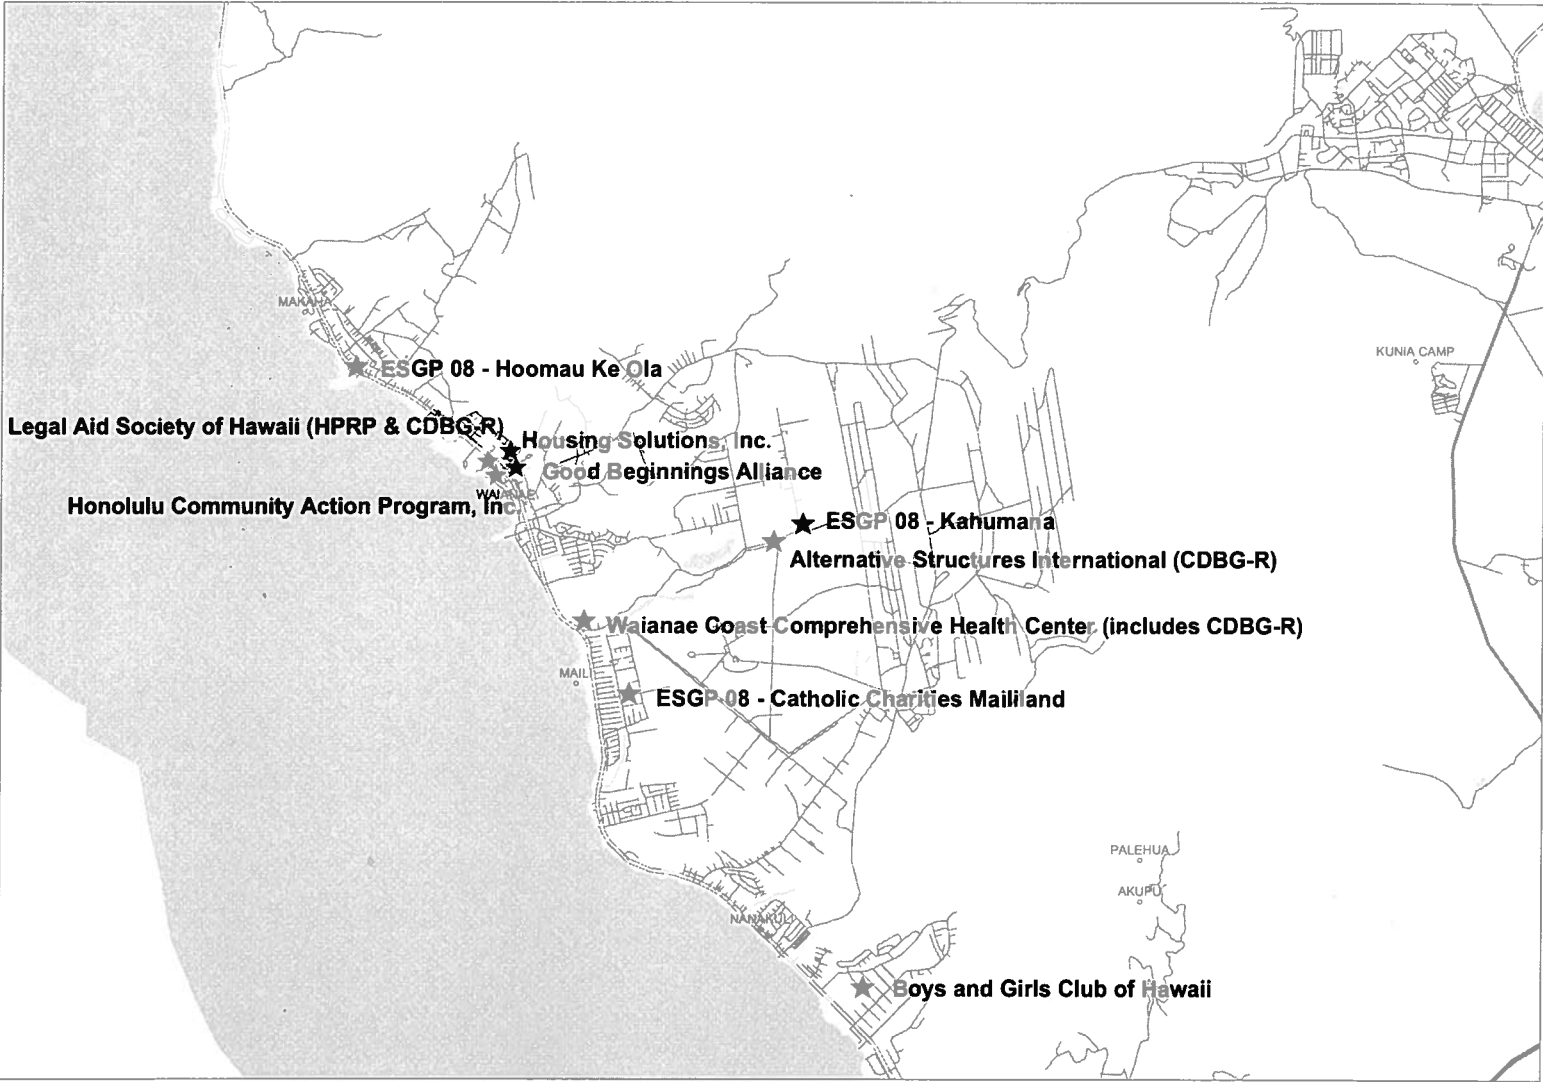 MAKAHA
KUNIA CAMP
ESGP 08 - Hoomau Ke Ola
Legal Aid Society of Hawaii (HPRP & CDBG-R)
Housing Solutions, Inc.
Good Beginnings Alliance
WAIANAE
Honolulu Community Action Program, Inc.
ESGP 08 - Kahumana
Alternative Structures International (CDBG-R)
Waianae Coast Comprehensive Health Center (includes CDBG-R)
MAILI
ESGP 08 - Catholic Charities Maililand
PALEHUA
AKUPU
NANAKULI
Boys and Girls Club of Hawaii